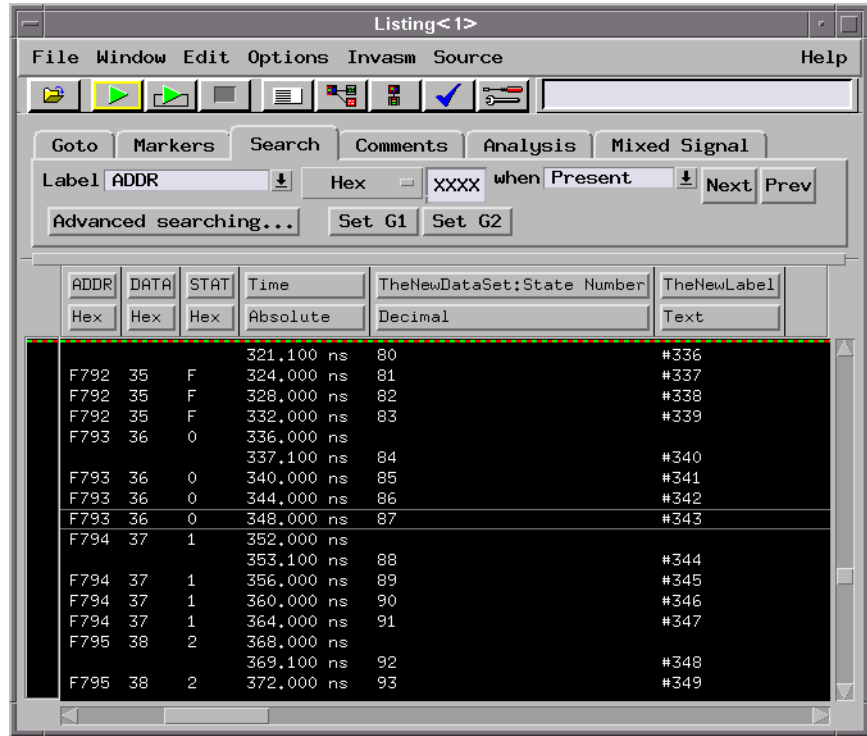 Listing<1>
File Window Edit Options Invasm Source Help
Goto Markers Search Comments Analysis Mixed Signal
Label ADDR Hex XXXX when Present Next Prev
Advanced searching... Set G1 Set G2
ADDR DATA STAT Time TheNewDataSet:State Number TheNewLabel
Hex Hex Hex Absolute Decimal Text
321.100 ns 80 #336
F792 35 F 324.000 ns 81 #337
F792 35 F 328.000 ns 82 #338
F792 35 F 332.000 ns 83 #339
F793 36 0 336.000 ns
337.100 ns 84 #340
F793 36 0 340.000 ns 85 #341
F793 36 0 344.000 ns 86 #342
F793 36 0 348.000 ns 87 #343
F794 37 1 352.000 ns
353.100 ns 88 #344
F794 37 1 356.000 ns 89 #345
F794 37 1 360.000 ns 90 #346
F794 37 1 364.000 ns 91 #347
F795 38 2 368.000 ns
369.100 ns 92 #348
F795 38 2 372.000 ns 93 #349